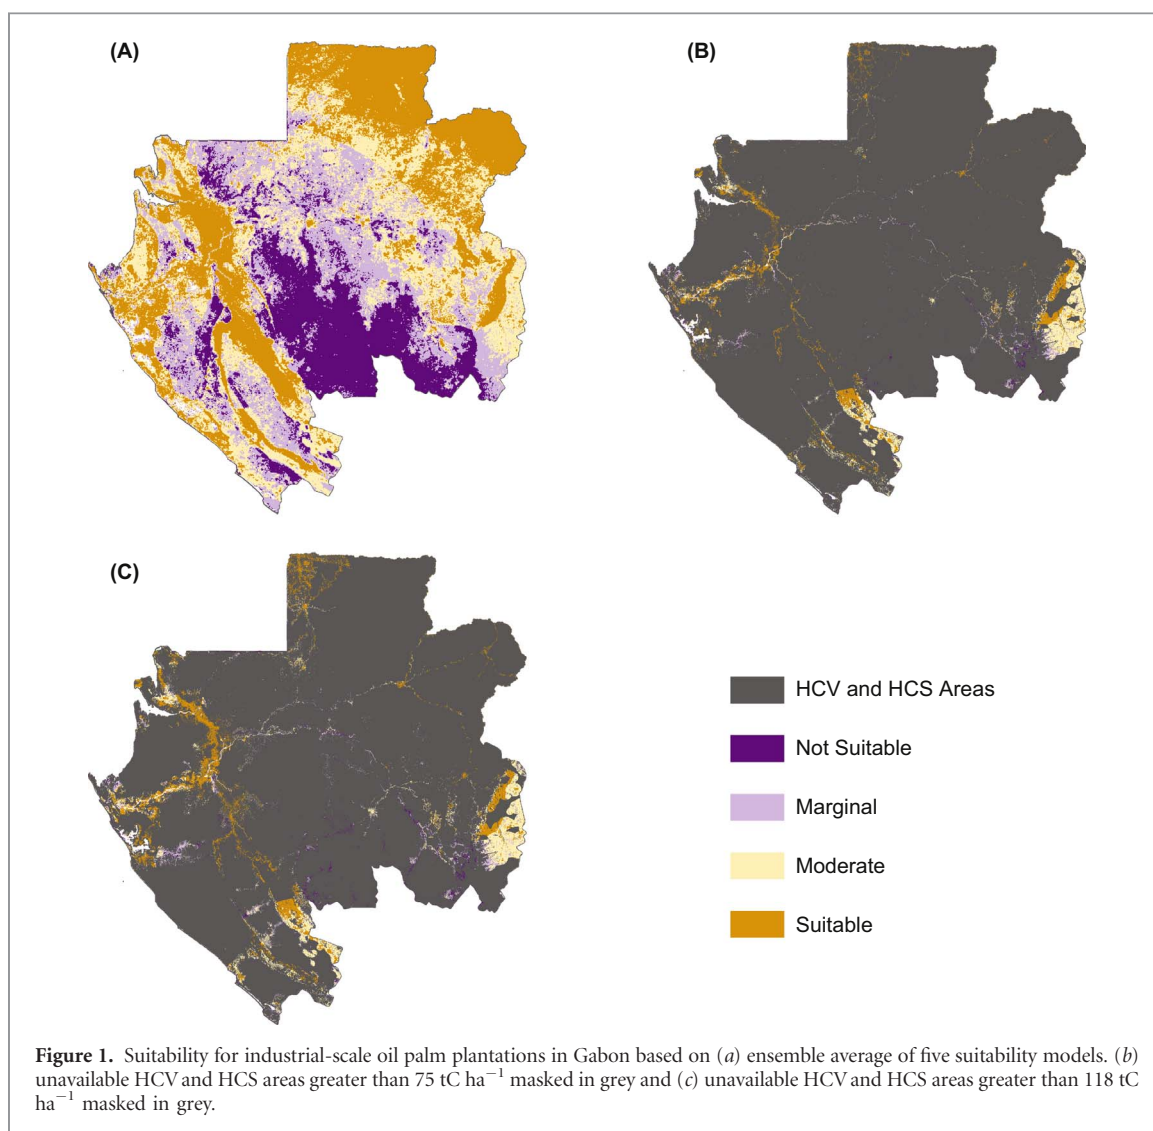 (A)
(B)
(C)
HCV and HCS Areas
Not Suitable
Marginal
Moderate
Suitable
Figure 1. Suitability for industrial-scale oil palm plantations in Gabon based on (a) ensemble average of five suitability models. (b)
unavailable HCV and HCS areas greater than 75 tC ha⁻¹ masked in grey and (c) unavailable HCV and HCS areas greater than 118 tC
ha⁻¹ masked in grey.